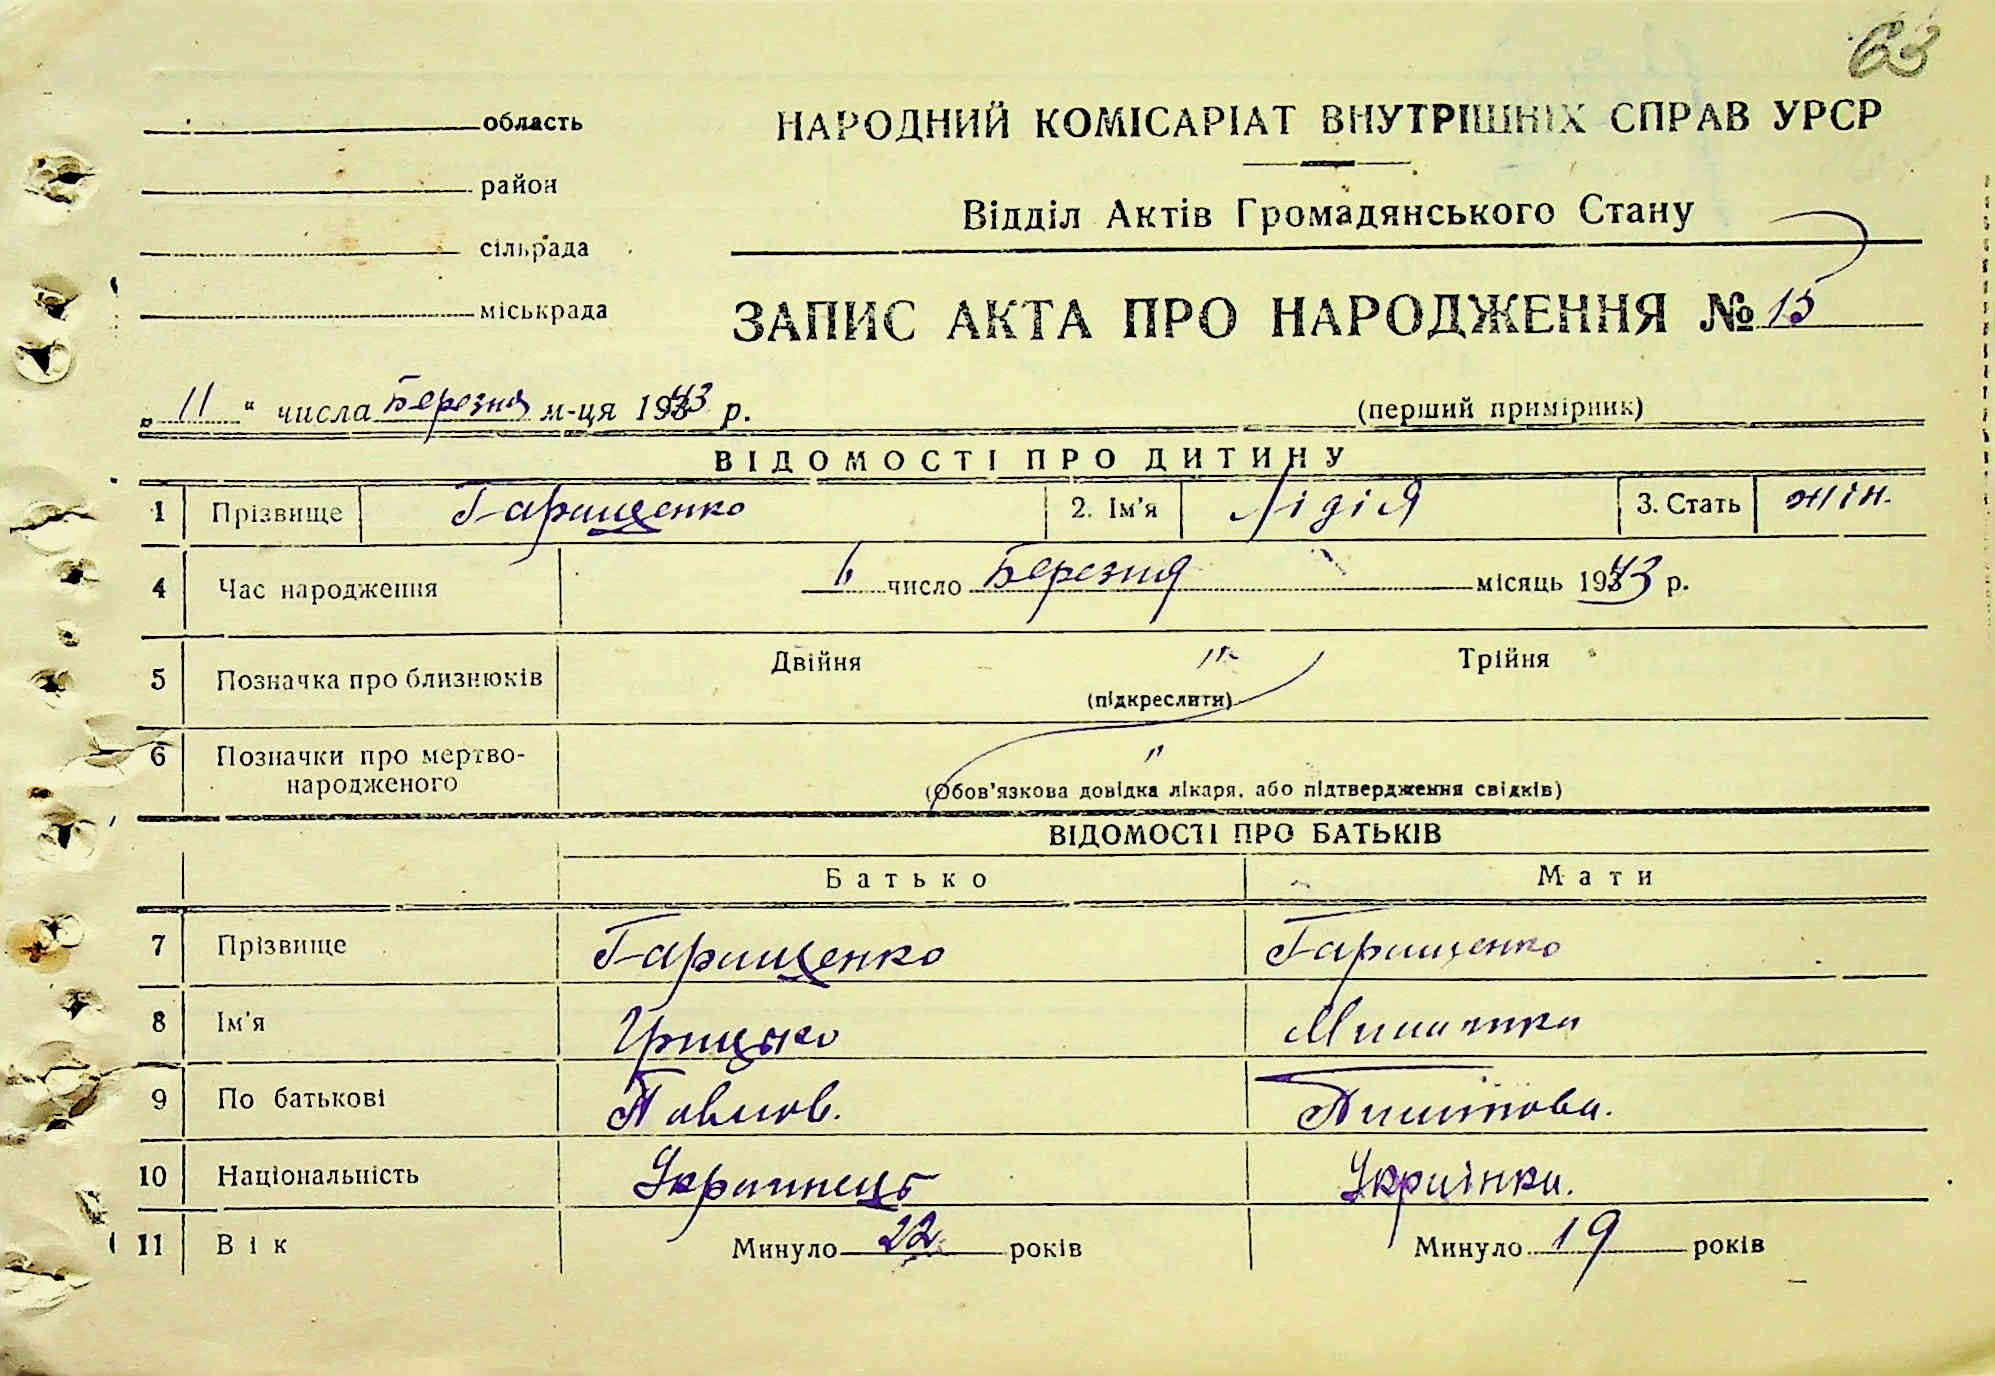 63
область
НАРОДНИЙ КОМІСАРІАТ ВНУТРІШНІХ СПРАВ УРСР
район
Відділ Актів Громадянського Стану
сільрада
міськрада
ЗАПИС АКТА ПРО НАРОДЖЕННЯ № 15
„ 11 “ числа Березня м-ця 1943 р.
(перший примірник)
ВІДОМОСТІ ПРО ДИТИНУ
1 Прізвище Гарищенко 2. Ім'я Лідія 3. Стать жін.
4 Час народження 6 число Березня місяць 1943 р.
5 Позначка про близнюків Двійня " Трійня
(підкреслити)
6 Позначки про мертво-
народженого "
(Обов'язкова довідка лікаря, або підтвердження свідків)
ВІДОМОСТІ ПРО БАТЬКІВ
Батько Мати
7 Прізвище Гарищенко Гарищенко
8 Ім'я Грицько
9 По батькові Павлов.
10 Національність Українець Українка.
11 Вік Минуло 22 років Минуло 19 років